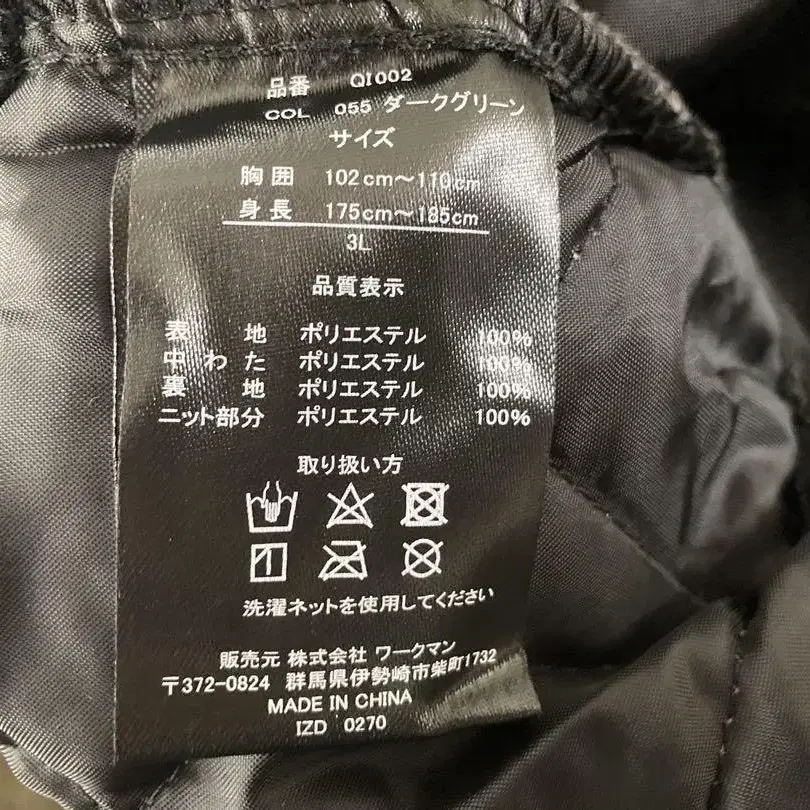 品番 QI002
COL 055 ダークグリーン
サイズ
胸囲 102cm～110cm
身長 175cm～185cm
3L
品質表示
表地 ポリエステル 100%
中わた ポリエステル 100%
裏地 ポリエステル 100%
ニット部分 ポリエステル 100%
取り扱い方
洗濯ネットを使用してください
販売元 株式会社 ワークマン
〒372-0824 群馬県伊勢崎市柴町1732
MADE IN CHINA
IZD 0270